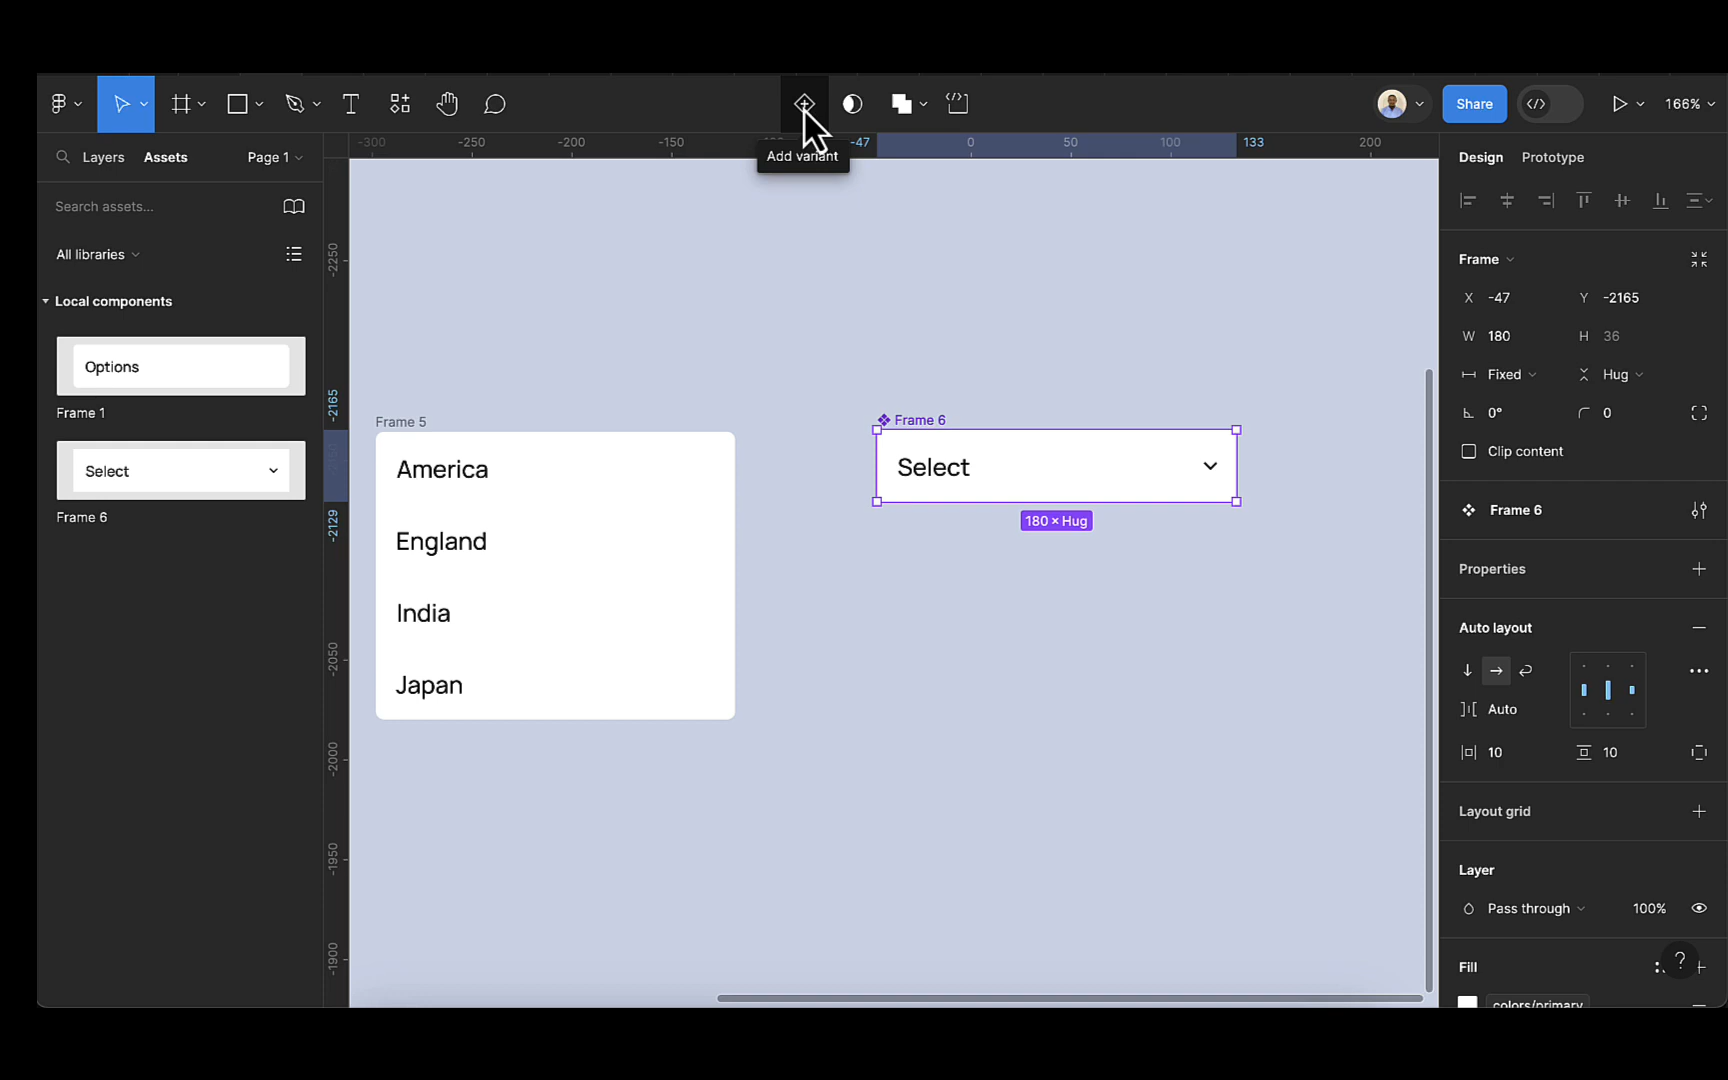 Share
166%
Layers
Assets
Page 1
Search assets...
All libraries
Local components
Options
Frame 1
Select
Frame 6
-300
-250
-200
-150
-47
0
50
100
133
200
Add variant
-2250
-2165
-2129
-2050
-2000
-1950
-1900
Frame 5
America
England
India
Japan
Frame 6
Select
180 × Hug
Design
Prototype
Frame
X -47
Y -2165
W 180
H 36
Fixed
Hug
0°
0
Clip content
Frame 6
Properties
Auto layout
Auto
10
10
Layout grid
Layer
Pass through
100%
Fill
?
colors/primary